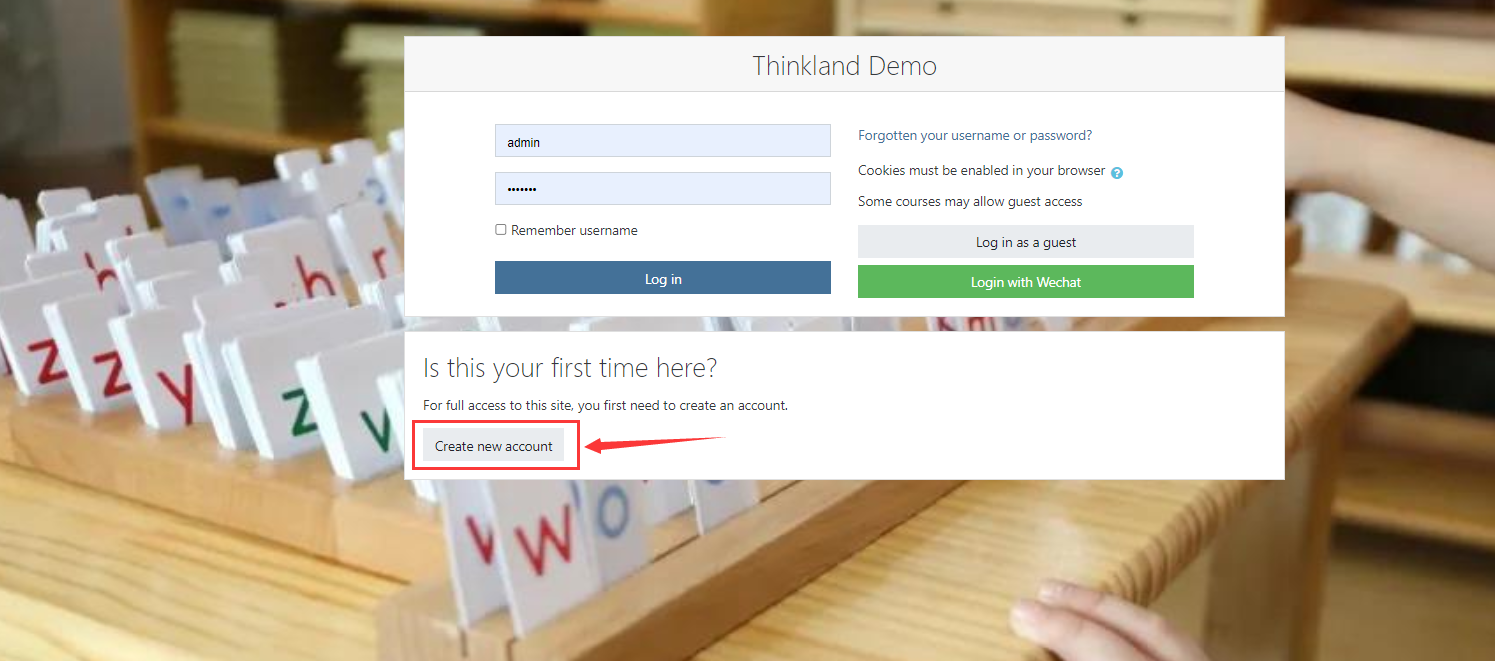 Thinkland Demo
admin
•••••••
Remember username
Log in
Forgotten your username or password?
Cookies must be enabled in your browser ?
Some courses may allow guest access
Log in as a guest
Login with Wechat
Is this your first time here?
For full access to this site, you first need to create an account.
Create new account
h
h
r
z
z
y
z
v
w
w
o